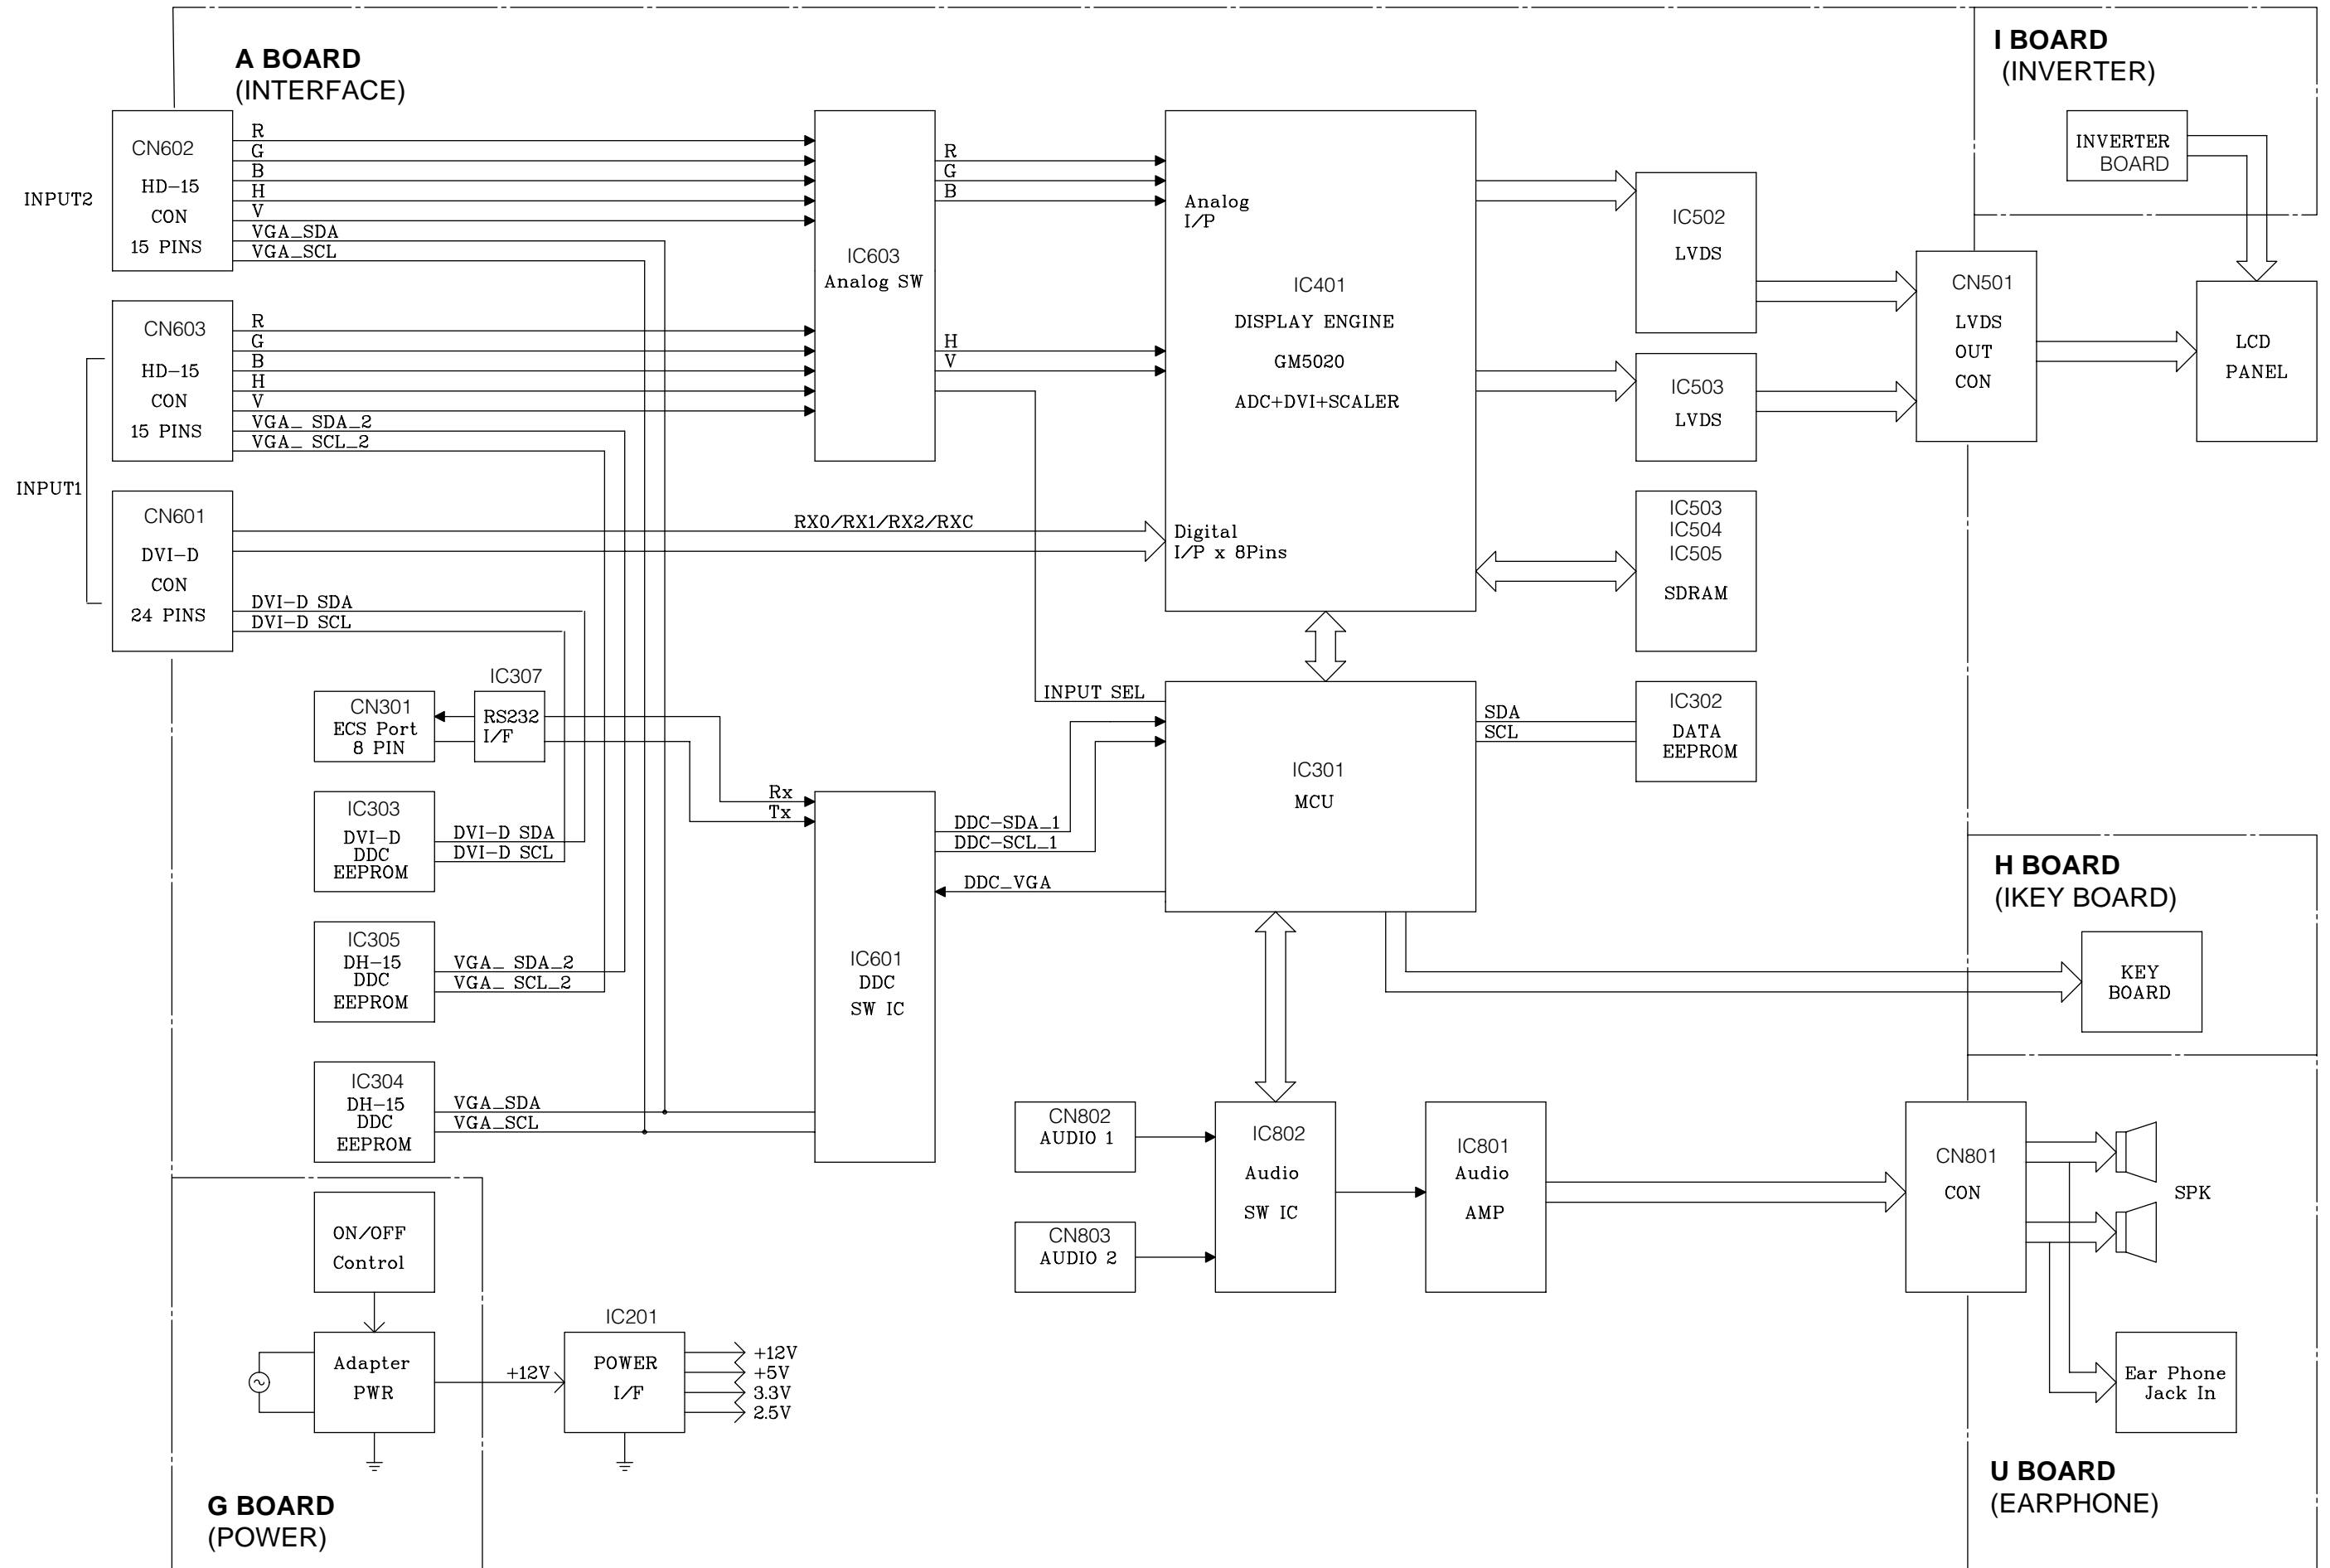 A BOARD
(INTERFACE)
I BOARD
(INVERTER)
INPUT2
CN602
HD-15
CON
15 PINS
R
G
B
H
V
VGA_SDA
VGA_SCL
INPUT1
CN603
HD-15
CON
15 PINS
R
G
B
H
V
VGA_ SDA_2
VGA_ SCL_2
CN601
DVI-D
CON
24 PINS
RX0/RX1/RX2/RXC
DVI-D SDA
DVI-D SCL
IC603
Analog SW
R
G
B
H
V
Analog
I/P
IC401
DISPLAY ENGINE
GM5020
ADC+DVI+SCALER
Digital
I/P x 8Pins
IC502
LVDS
IC503
LVDS
IC503
IC504
IC505
SDRAM
CN501
LVDS
OUT
CON
INVERTER
BOARD
LCD
PANEL
IC307
CN301
ECS Port
8 PIN
RS232
I/F
IC303
DVI-D
DDC
EEPROM
DVI-D SDA
DVI-D SCL
IC305
DH-15
DDC
EEPROM
VGA_ SDA_2
VGA_ SCL_2
IC304
DH-15
DDC
EEPROM
VGA_SDA
VGA_SCL
Rx
Tx
IC601
DDC
SW IC
INPUT SEL
DDC-SDA_1
DDC-SCL_1
DDC_VGA
IC301
MCU
SDA
SCL
IC302
DATA
EEPROM
H BOARD
(IKEY BOARD)
KEY
BOARD
CN802
AUDIO 1
CN803
AUDIO 2
IC802
Audio
SW IC
IC801
Audio
AMP
CN801
CON
SPK
Ear Phone
Jack In
U BOARD
(EARPHONE)
ON/OFF
Control
Adapter
PWR
+12V
IC201
POWER
I/F
+12V
+5V
3.3V
2.5V
G BOARD
(POWER)